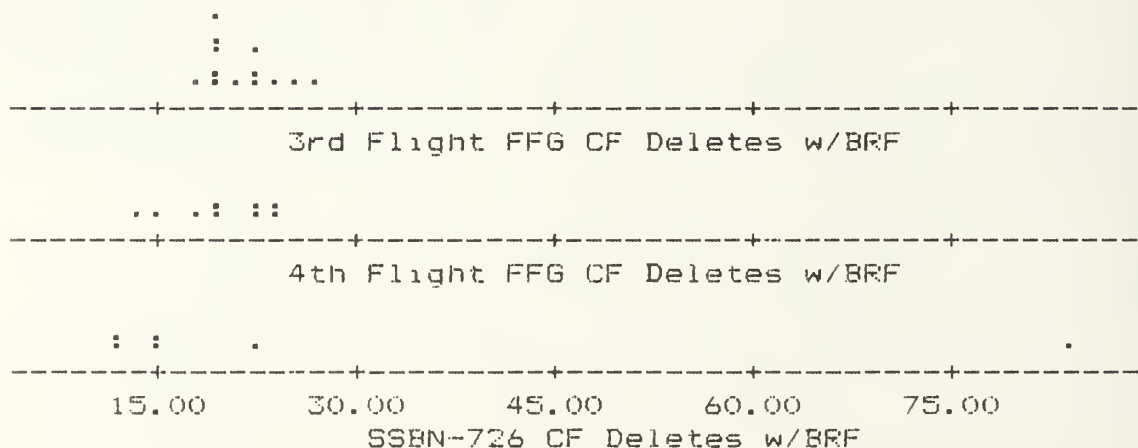 3rd Flight FFG CF Deletes w/BRF
4th Flight FFG CF Deletes w/BRF
15.00 30.00 45.00 60.00 75.00
SSBN-726 CF Deletes w/BRF